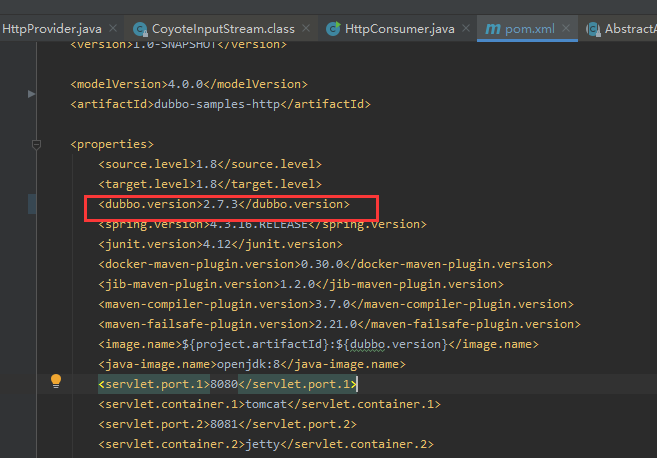 HttpProvider.java
CoyoteInputStream.class
HttpConsumer.java
pom.xml
AbstractA
<version>1.0-SNAPSHOT</version>
<modelVersion>4.0.0</modelVersion>
<artifactId>dubbo-samples-http</artifactId>
<properties>
<source.level>1.8</source.level>
<target.level>1.8</target.level>
<dubbo.version>2.7.3</dubbo.version>
<spring.version>4.3.16.RELEASE</spring.version>
<junit.version>4.12</junit.version>
<docker-maven-plugin.version>0.30.0</docker-maven-plugin.version>
<jib-maven-plugin.version>1.2.0</jib-maven-plugin.version>
<maven-compiler-plugin.version>3.7.0</maven-compiler-plugin.version>
<maven-failsafe-plugin.version>2.21.0</maven-failsafe-plugin.version>
<image.name>${project.artifactId}:${dubbo.version}</image.name>
<java-image.name>openjdk:8</java-image.name>
<servlet.port.1>8080</servlet.port.1>
<servlet.container.1>tomcat</servlet.container.1>
<servlet.port.2>8081</servlet.port.2>
<servlet.container.2>jetty</servlet.container.2>